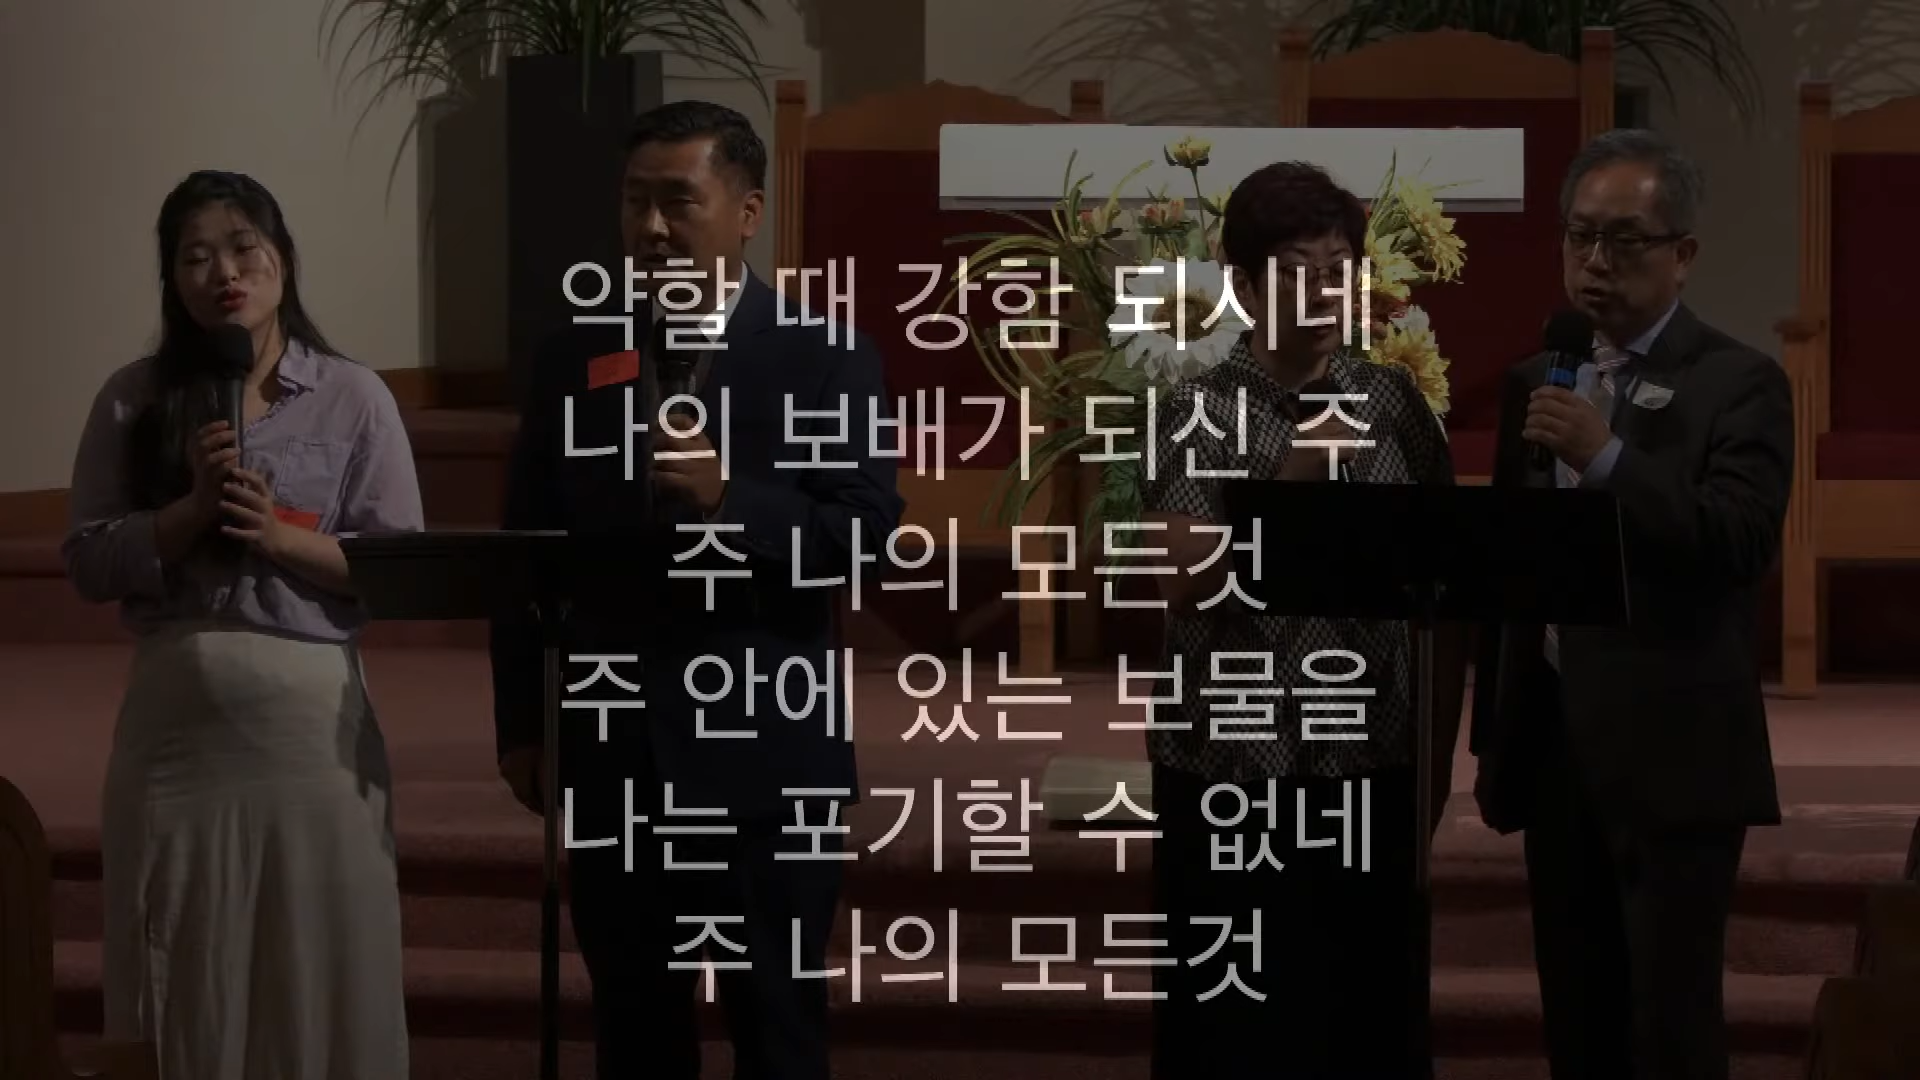 약할 때 강함 되시네
나의 보배가 되신 주
주 나의 모든것
주 안에 있는 보물을
나는 포기할 수 없네
주 나의 모든것